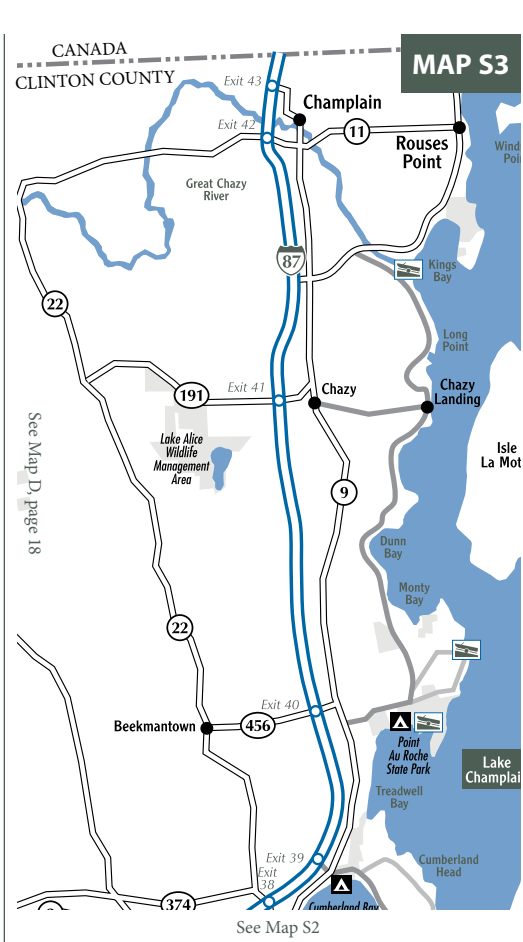 CANADA
CLINTON COUNTY
MAP S3
Exit 43
Champlain
Exit 42
11
Rouses
Point
Great Chazy
River
87
Kings
Bay
22
Long
Point
191
Exit 41
Chazy
Chazy
Landing
Lake Alice
Wildlife
Management
Area
Isle
See Map D, page 18
9
Dunn
Bay
Monty
Bay
22
Exit 40
Beekmantown
456
Point
Au Roche
State Park
Lake
Treadwell
Bay
Exit 39
Exit
38
Cumberland
Head
374
Cumberland Bay
See Map S2